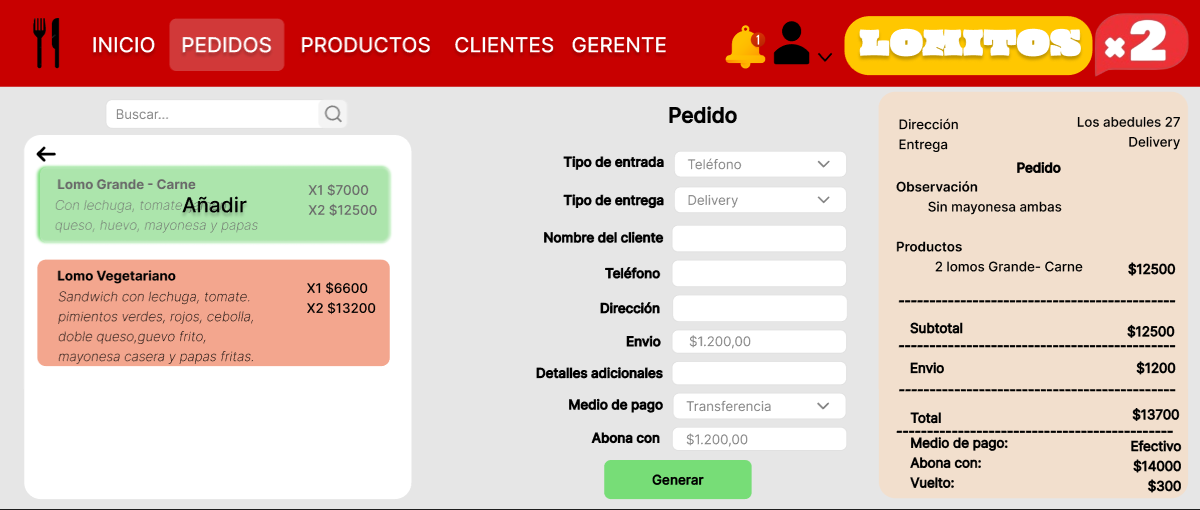 INICIO PEDIDOS PRODUCTOS CLIENTES GERENTE 1 LOMITOS x2
Buscar...
Lomo Grande - Carne
Con lechuga, tomate
queso, huevo, mayonesa y papas
Añadir
X1 $7000
X2 $12500
Lomo Vegetariano
Sandwich con lechuga, tomate.
pimientos verdes, rojos, cebolla,
doble queso,guevo frito,
mayonesa casera y papas fritas.
X1 $6600
X2 $13200
Pedido
Tipo de entrada Teléfono
Tipo de entrega Delivery
Nombre del cliente
Teléfono
Dirección
Envio $1.200,00
Detalles adicionales
Medio de pago Transferencia
Abona con $1.200,00
Generar
Dirección Los abedules 27
Entrega Delivery
Pedido
Observación
Sin mayonesa ambas
Productos
2 lomos Grande- Carne $12500
Subtotal $12500
Envio $1200
Total $13700
Medio de pago: Efectivo
Abona con: $14000
Vuelto: $300